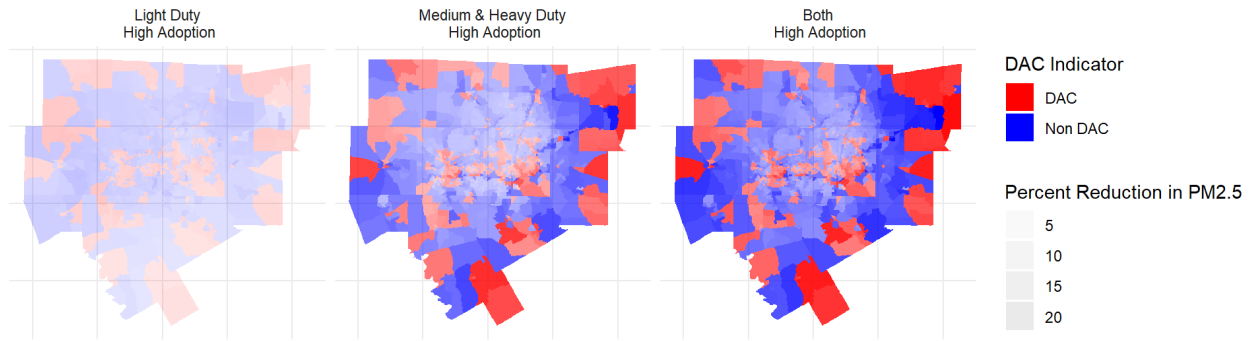 Light Duty
High Adoption
Medium & Heavy Duty
High Adoption
Both
High Adoption
DAC Indicator
DAC
Non DAC
Percent Reduction in PM2.5
5
10
15
20